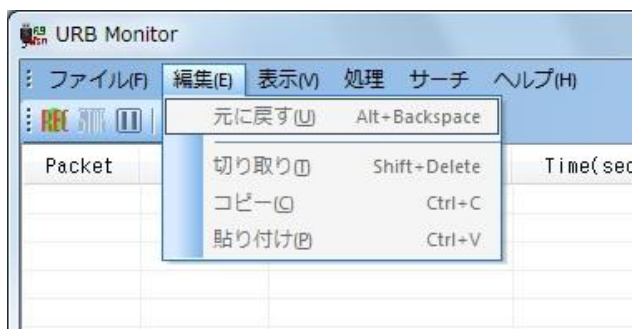 URB Monitor
ファイル(F) 編集(E) 表示(V) 処理 サーチ ヘルプ(H)
REC
元に戻す(U) Alt+Backspace
切り取り(T) Shift+Delete
コピー(C) Ctrl+C
貼り付け(P) Ctrl+V
Packet Time(sec